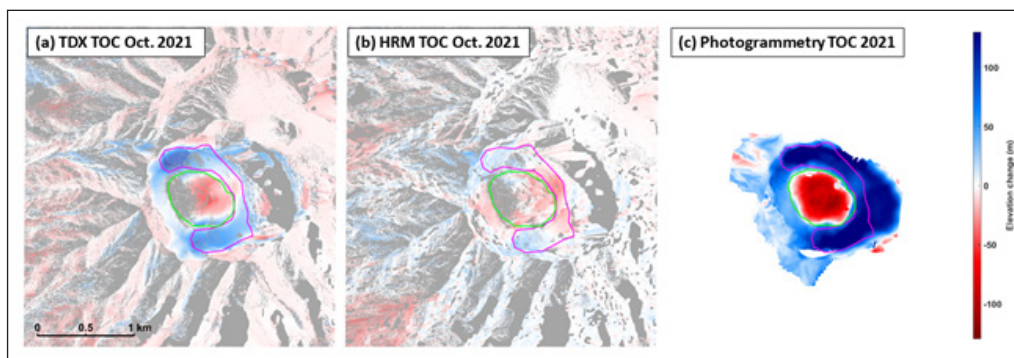 (a) TDX TOC Oct. 2021
(b) HRM TOC Oct. 2021
(c) Photogrammetry TOC 2021
100
50
0
-50
-100
Elevation change (m)
0 0.5 1 km